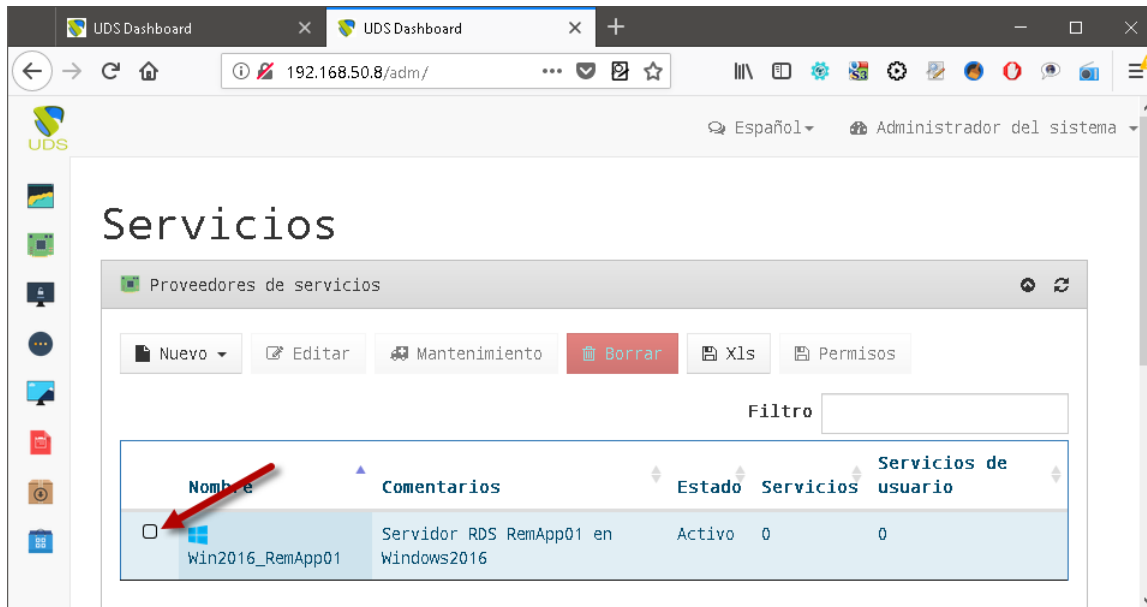 UDS Dashboard
UDS Dashboard
192.168.50.8/adm/
S3
UDS
Español
Administrador del sistema
Servicios
Proveedores de servicios
Nuevo
Editar
Mantenimiento
Borrar
Xls
Permisos
Filtro
Nombre
Comentarios
Estado
Servicios
Servicios de
usuario
Win2016_RemApp01
Servidor RDS RemApp01 en
Windows2016
Activo
0
0